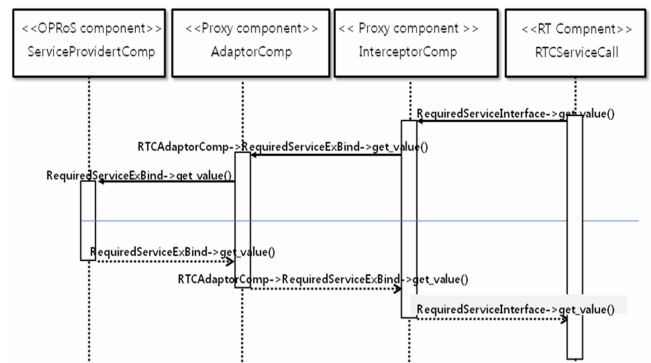 <<OPRoS component>>
ServiceProvidertComp
<<Proxy component>>
AdaptorComp
<< Proxy component >>
InterceptorComp
<<RT Compnent>>
RTCServiceCall
RequiredServiceInterface->get_value()
RTCAdaptorComp->RequiredServiceExBind->get_value()
RequiredServiceExBind->get_value()
RequiredServiceExBind->get_value()
RTCAdaptorComp->RequiredServiceExBind->get_value()
RequiredServiceInterface->get_value()